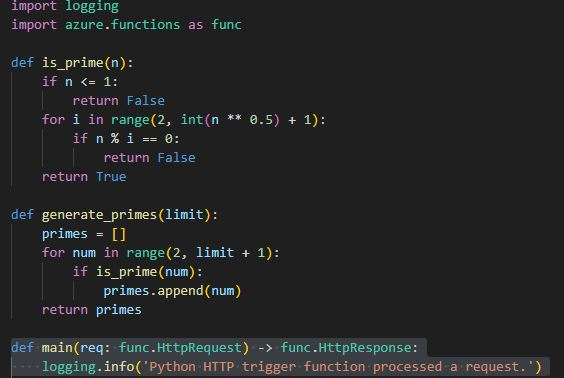 import logging
import azure.functions as func

def is_prime(n):
    if n <= 1:
        return False
    for i in range(2, int(n ** 0.5) + 1):
        if n % i == 0:
            return False
    return True

def generate_primes(limit):
    primes = []
    for num in range(2, limit + 1):
        if is_prime(num):
            primes.append(num)
    return primes

def main(req: func.HttpRequest) -> func.HttpResponse:
    logging.info('Python HTTP trigger function processed a request.')